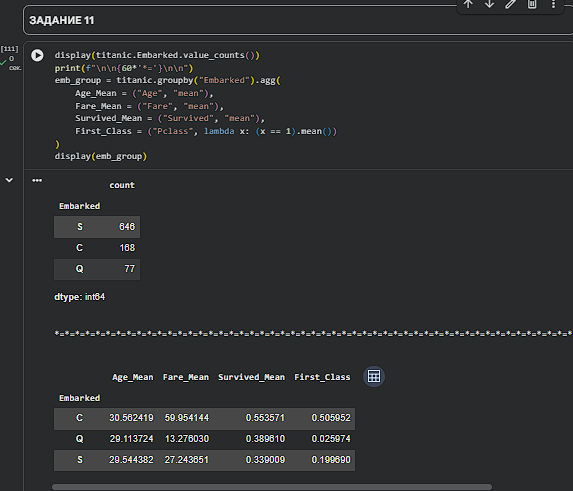 ЗАДАНИЕ 11
[111]
0
сек.
display(titanic.Embarked.value_counts())
print(f"\n\n{60*'*='}\n\n")
emb_group = titanic.groupby("Embarked").agg(
Age_Mean = ("Age", "mean"),
Fare_Mean = ("Fare", "mean"),
Survived_Mean = ("Survived", "mean"),
First_Class = ("Pclass", lambda x: (x == 1).mean())
)
display(emb_group)
count
Embarked
S 646
C 168
Q 77
dtype: int64
*=*=*=*=*=*=*=*=*=*=*=*=*=*=*=*=*=*=*=*=*=*=*=*=*=*=*=*=*=*=*=*=*=*=*=*=*=*=*=*=*=*=*
Age_Mean Fare_Mean Survived_Mean First_Class
Embarked
C 30.562419 59.954144 0.553571 0.505952
Q 29.113724 13.276030 0.389610 0.025974
S 29.544382 27.243651 0.339009 0.199690